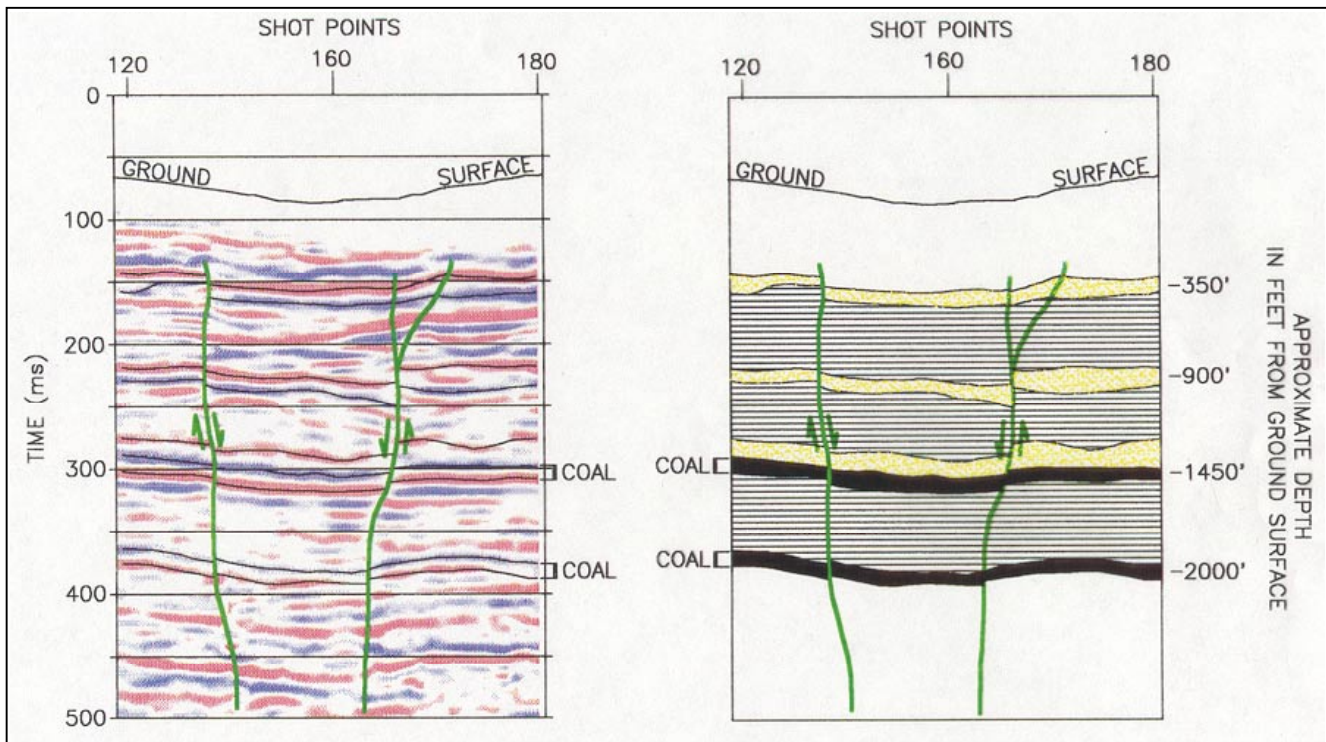 SHOT POINTS
120 160 180
0
GROUND SURFACE
100
200
TIME (ms)
300
COAL
COAL
400
500
SHOT POINTS
120 160 180
GROUND SURFACE
-350'
-900'
COAL
-1450'
COAL
-2000'
APPROXIMATE DEPTH
IN FEET FROM GROUND SURFACE